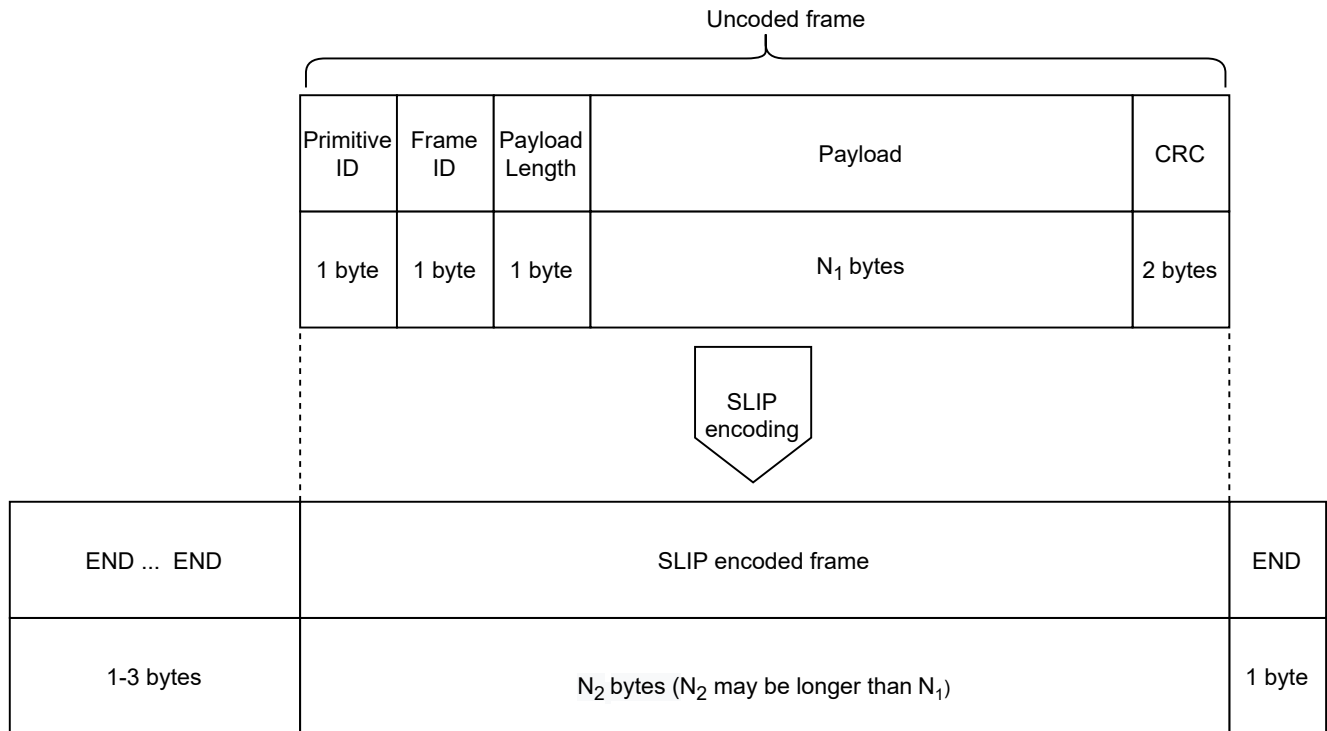 Uncoded frame
Primitive ID
Frame ID
Payload Length
Payload
CRC
1 byte
1 byte
1 byte
N₁ bytes
2 bytes
SLIP
encoding
END ... END
SLIP encoded frame
END
1-3 bytes
N₂ bytes (N₂ may be longer than N₁)
1 byte